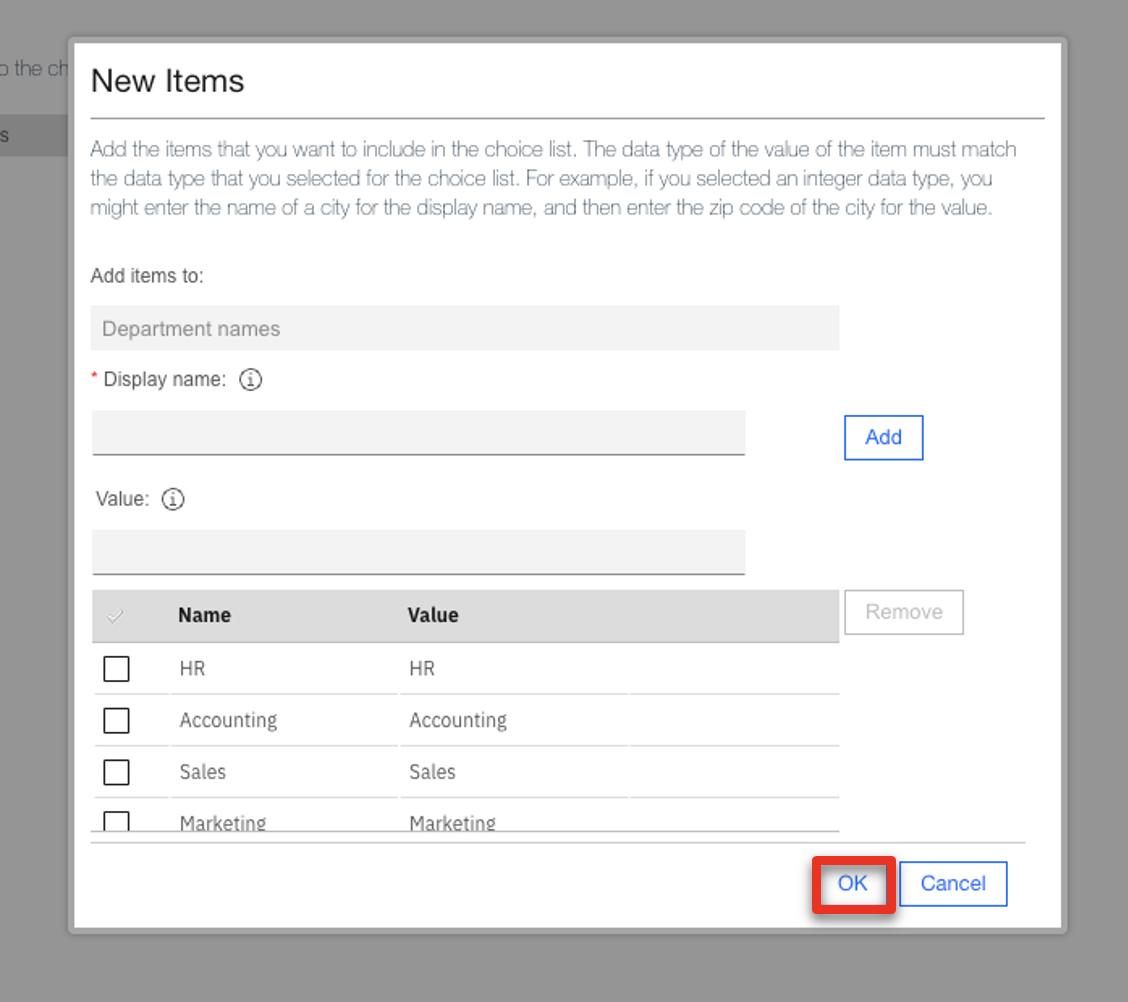 New Items
o the ch
Add the items that you want to include in the choice list. The data type of the value of the item must match
the data type that you selected for the choice list. For example, if you selected an integer data type, you
might enter the name of a city for the display name, and then enter the zip code of the city for the value.
s
Add items to:
Department names
* Display name:
Add
Value:
Name Value
Remove
HR HR
Accounting Accounting
Sales Sales
Marketing Marketing
OK Cancel